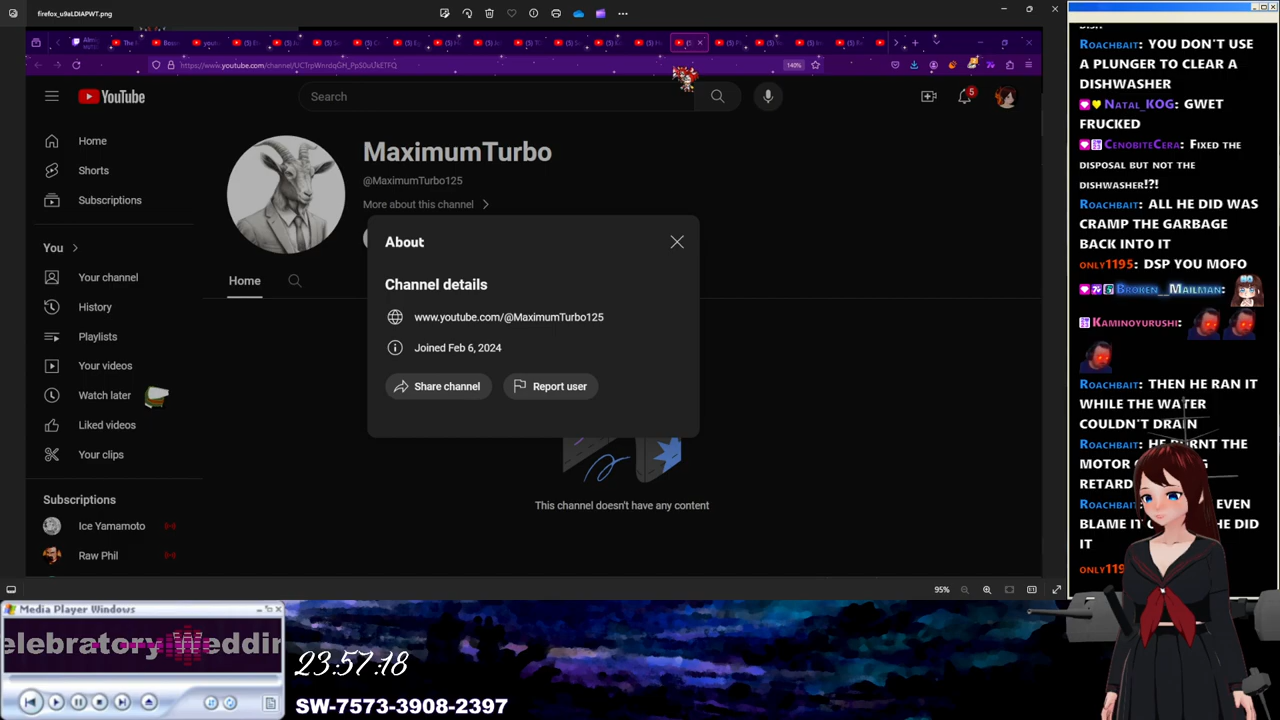 firefox_u9aLDIAPWT.png
140%
YouTube
Search
5
Home
Shorts
Subscriptions
You
Your channel
History
Playlists
Your videos
Watch later
Liked videos
Your clips
Subscriptions
Ice Yamamoto
Raw Phil
MaximumTurbo
@MaximumTurbo125
More about this channel
Home
About
Channel details
www.youtube.com/@MaximumTurbo125
Joined Feb 6, 2024
Share channel
Report user
This channel doesn't have any content
95%
Roachbait: YOU DON'T USE
A PLUNGER TO CLEAR A
DISHWASHER
Natal_KOG: GWET
FRUCKED
CenobiteCera: Fixed the
disposal but not the
dishwasher!?!
Roachbait: ALL HE DID WAS
CRAMP THE GARBAGE
BACK INTO IT
only1195: DSP YOU MOFO
Broken__Mailman:
Kaminoyurushi:
Roachbait: THEN HE RAN IT
WHILE THE WATER
COULDN'T DRAIN
Roachbait: HE BURNT THE
MOTOR
RETARD
Roachbait: EVEN
BLAME IT HE DID
IT
Media Player Windows
elebratory Weddin
23:57:18
SW-7573-3908-2397